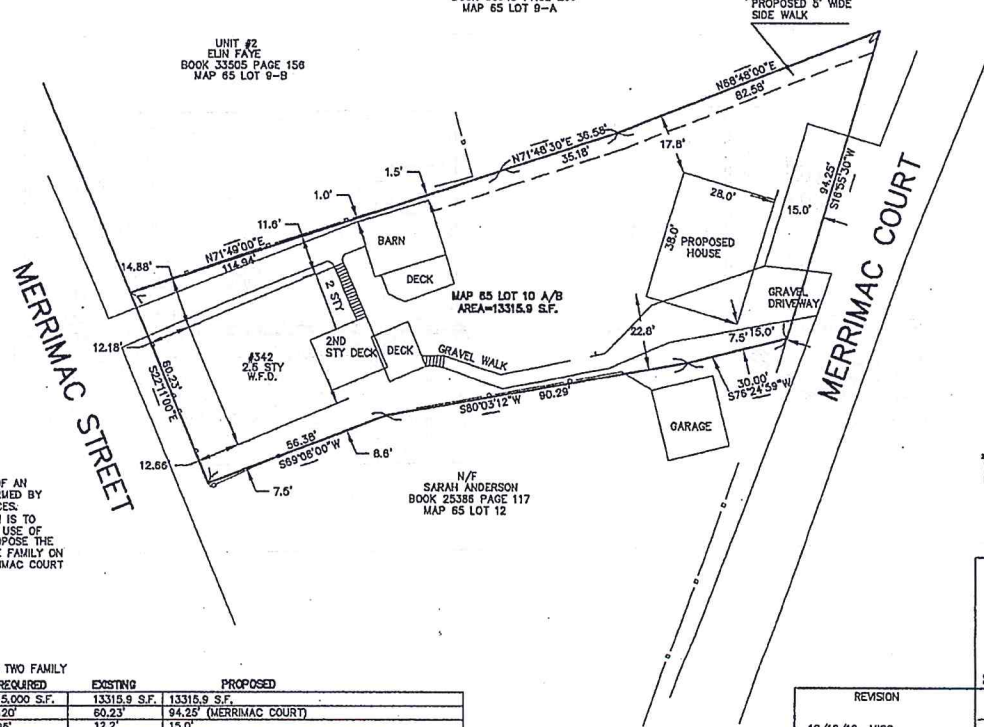 MAP 65 LOT 9-A
PROPOSED 5' WIDE
SIDE WALK
UNIT #2
ELIN FAYE
BOOK 33505 PAGE 156
MAP 65 LOT 9-B
N68°48'00"E
82.58'
N71°48'30"E 36.58'
35.18'
17.8'
1.5'
1.0'
11.6'
28.0'
15.0'
94.25'
S16°55'30"W
MERRIMAC COURT
N71°49'00"E
114.94'
BARN
DECK
38.0'
PROPOSED
HOUSE
14.88'
2 STY
MAP 65 LOT 10 A/B
AREA=13315.9 S.F.
GRAVEL
DRIVEWAY
MERRIMAC STREET
12.18'
60.23'
S22°11'00"E
#342
2.5 STY
W.F.D.
2ND
STY DECK
DECK
GRAVEL WALK
22.8'
7.5'
15.0'
30.00'
S76°24'59"W
S80°03'12"W
90.29'
GARAGE
12.66'
56.38'
S69°08'00"W
8.6'
7.5'
N/F
SARAH ANDERSON
BOOK 25386 PAGE 117
MAP 65 LOT 12
OF AN
RMED BY
CES.
N IS TO
USE OF
POSE THE
E FAMILY ON
IMAC COURT
TWO FAMILY
REQUIRED EXISTING PROPOSED
5,000 S.F. 13315.9 S.F. 13315.9 S.F.
20' 60.23' 94.25' (MERRIMAC COURT)
12.2' 15.0'
REVISION